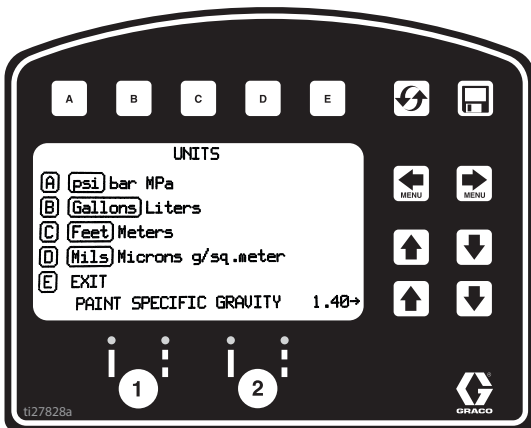 A B C D E
UNITS
A psi bar MPa
MENU MENU
B Gallons Liters
C Feet Meters
D Mils Microns g/sq.meter
E EXIT
PAINT SPECIFIC GRAVITY 1.40→
1 2
ti27828a
GRACO